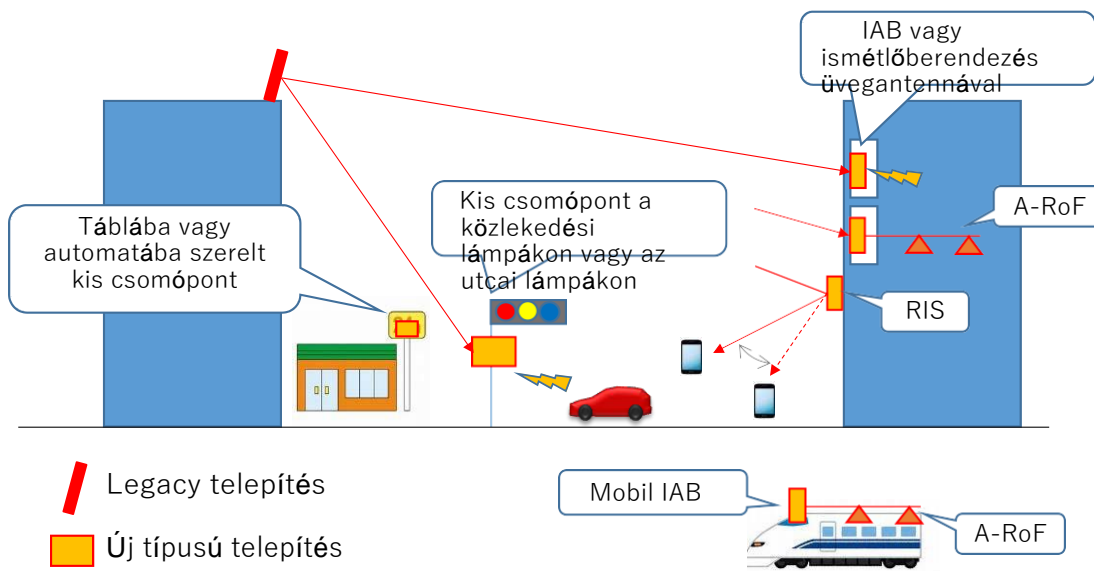 IAB vagy
ismétlőberendezés
üvegantennával
A-RoF
Kis csomópont a
közlekedési
lámpákon vagy az
utcai lámpákon
Táblába vagy
automatába szerelt
kis csomópont
RIS
Legacy telepítés
Új típusú telepítés
Mobil IAB
A-RoF